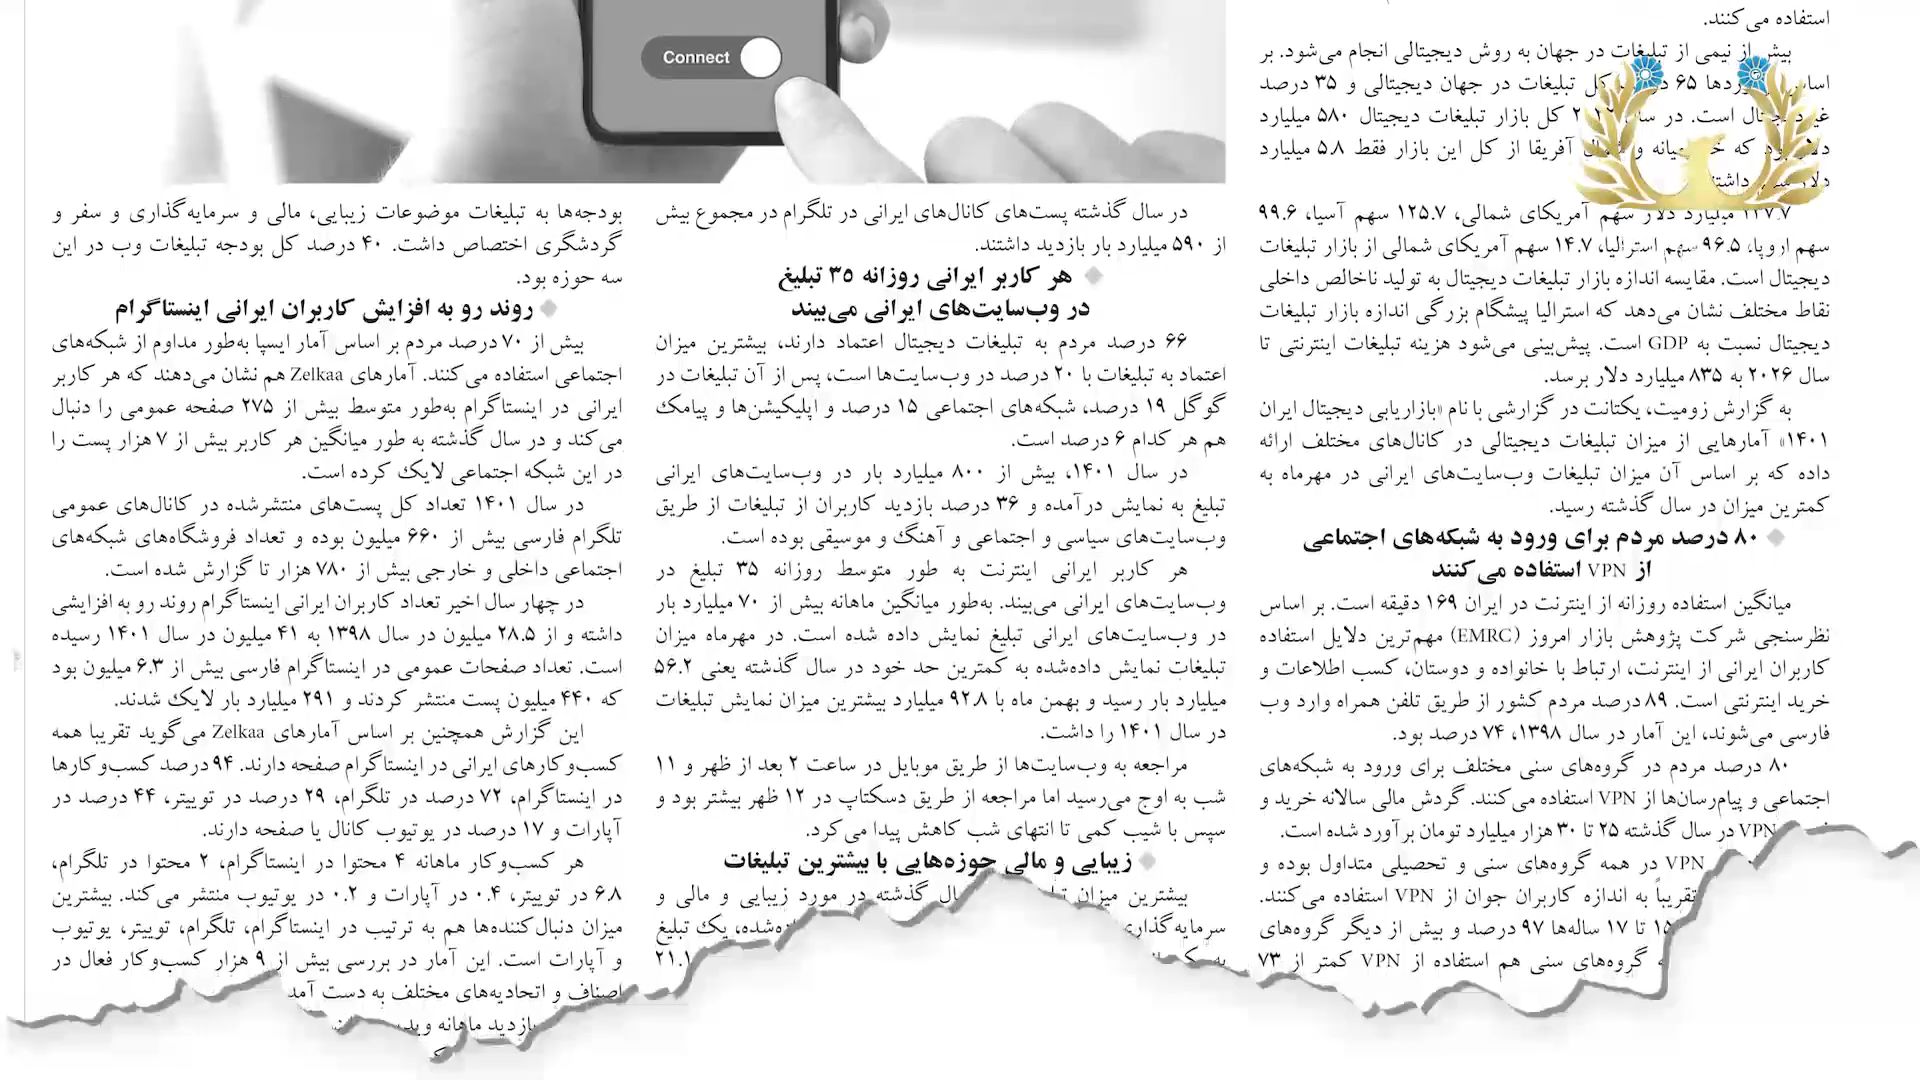 استفاده می‌کنند.
بیش از نیمی از تبلیغات در جهان به روش دیجیتالی انجام می‌شود. بر
کل تبلیغات در جهان دیجیتالی و ۳۵ درصد
است. در کل بازار تبلیغات دیجیتال ۵۸۰ میلیارد
که آفریقا از کل این بازار فقط ۵.۸ میلیارد
۱۲۷.۷ میلیارد دلار سهم آمریکای شمالی، ۱۲۵.۷ سهم آسیا، ۹۹.۶
سهم اروپا، ۹۶.۵ سهم استرالیا، ۱۴.۷ سهم آمریکای شمالی از بازار تبلیغات
دیجیتال است. مقایسه اندازه بازار تبلیغات دیجیتال به تولید ناخالص داخلی
نقاط مختلف نشان می‌دهد که استرالیا پیشگام بزرگی اندازه بازار تبلیغات
دیجیتال نسبت به GDP است. پیش‌بینی می‌شود هزینه تبلیغات اینترنتی تا
سال ۲۰۲۶ به ۸۳۵ میلیارد دلار برسد.
به گزارش زومیت، یکتانت در گزارشی با نام «بازاریابی دیجیتال ایران
۱۴۰۱» آمارهایی از میزان تبلیغات دیجیتالی در کانال‌های مختلف ارائه
داده که بر اساس آن میزان تبلیغات وب‌سایت‌های ایرانی در مهرماه به
کمترین میزان در سال گذشته رسید.
۸۰ درصد مردم برای ورود به شبکه‌های اجتماعی
از VPN استفاده می‌کنند
میانگین استفاده روزانه از اینترنت در ایران ۱۶۹ دقیقه است. بر اساس
نظرسنجی شرکت پژوهش بازار امروز (EMRC) مهم‌ترین دلایل استفاده
کاربران ایرانی از اینترنت، ارتباط با خانواده و دوستان، کسب اطلاعات و
خرید اینترنتی است. ۸۹ درصد مردم کشور از طریق تلفن همراه وارد وب
فارسی می‌شوند، این آمار در سال ۱۳۹۸، ۷۴ درصد بود.
۸۰ درصد مردم در گروه‌های سنی مختلف برای ورود به شبکه‌های
اجتماعی و پیام‌رسان‌ها از VPN استفاده می‌کنند. گردش مالی سالانه خرید و
VPN در سال گذشته ۲۵ تا ۳۰ هزار میلیارد تومان برآورد شده است.
VPN در همه گروه‌های سنی و تحصیلی متداول بوده و
تقریباً به اندازه کاربران جوان از VPN استفاده می‌کنند.
۱۵ تا ۱۷ ساله‌ها ۹۷ درصد و بیش از دیگر گروه‌های
گروه‌های سنی هم استفاده از VPN کمتر از ۷۳
Connect
در سال گذشته پست‌های کانال‌های ایرانی در تلگرام در مجموع بیش
از ۵۹۰ میلیارد بار بازدید داشتند.
هر کاربر ایرانی روزانه ۳۵ تبلیغ
در وب‌سایت‌های ایرانی می‌بیند
۶۶ درصد مردم به تبلیغات دیجیتال اعتماد دارند، بیشترین میزان
اعتماد به تبلیغات با ۲۰ درصد در وب‌سایت‌ها است، پس از آن تبلیغات در
گوگل ۱۹ درصد، شبکه‌های اجتماعی ۱۵ درصد و اپلیکیشن‌ها و پیامک
هم هر کدام ۶ درصد است.
در سال ۱۴۰۱، بیش از ۸۰۰ میلیارد بار در وب‌سایت‌های ایرانی
تبلیغ به نمایش درآمده و ۳۶ درصد بازدید کاربران از تبلیغات از طریق
وب‌سایت‌های سیاسی و اجتماعی و آهنگ و موسیقی بوده است.
هر کاربر ایرانی اینترنت به طور متوسط روزانه ۳۵ تبلیغ در
وب‌سایت‌های ایرانی می‌بیند. به‌طور میانگین ماهانه بیش از ۷۰ میلیارد بار
در وب‌سایت‌های ایرانی تبلیغ نمایش داده شده است. در مهرماه میزان
تبلیغات نمایش داده‌شده به کمترین حد خود در سال گذشته یعنی ۵۶.۲
میلیارد بار رسید و بهمن ماه با ۹۲.۸ میلیارد بیشترین میزان نمایش تبلیغات
در سال ۱۴۰۱ را داشت.
مراجعه به وب‌سایت‌ها از طریق موبایل در ساعت ۲ بعد از ظهر و ۱۱
شب به اوج می‌رسید اما مراجعه از طریق دسکتاپ در ۱۲ ظهر بیشتر بود و
سپس با شیب کمی تا انتهای شب کاهش پیدا می‌کرد.
زیبایی و مالی حوزه‌هایی با بیشترین تبلیغات
بیشترین میزان سال گذشته در مورد زیبایی و مالی و
سرمایه‌گذاری یک تبلیغ
۲۱.۱
بودجه‌ها به تبلیغات موضوعات زیبایی، مالی و سرمایه‌گذاری و سفر و
گردشگری اختصاص داشت. ۴۰ درصد کل بودجه تبلیغات وب در این
سه حوزه بود.
روند رو به افزایش کاربران ایرانی اینستاگرام
بیش از ۷۰ درصد مردم بر اساس آمار ایسپا به‌طور مداوم از شبکه‌های
اجتماعی استفاده می‌کنند. آمارهای Zelkaa هم نشان می‌دهند که هر کاربر
ایرانی در اینستاگرام به‌طور متوسط بیش از ۲۷۵ صفحه عمومی را دنبال
می‌کند و در سال گذشته به طور میانگین هر کاربر بیش از ۷ هزار پست را
در این شبکه اجتماعی لایک کرده است.
در سال ۱۴۰۱ تعداد کل پست‌های منتشرشده در کانال‌های عمومی
تلگرام فارسی بیش از ۶۶۰ میلیون بوده و تعداد فروشگاه‌های شبکه‌های
اجتماعی داخلی و خارجی بیش از ۷۸۰ هزار تا گزارش شده است.
در چهار سال اخیر تعداد کاربران ایرانی اینستاگرام روند رو به افزایشی
داشته و از ۲۸.۵ میلیون در سال ۱۳۹۸ به ۴۱ میلیون در سال ۱۴۰۱ رسیده
است. تعداد صفحات عمومی در اینستاگرام فارسی بیش از ۶.۳ میلیون بود
که ۴۴۰ میلیون پست منتشر کردند و ۲۹۱ میلیارد بار لایک شدند.
این گزارش همچنین بر اساس آمارهای Zelkaa می‌گوید تقریبا همه
کسب‌وکارهای ایرانی در اینستاگرام صفحه دارند. ۹۴ درصد کسب‌وکارها
در اینستاگرام، ۷۲ درصد در تلگرام، ۲۹ درصد در توییتر، ۴۴ درصد در
آپارات و ۱۷ درصد در یوتیوب کانال یا صفحه دارند.
هر کسب‌وکار ماهانه ۴ محتوا در اینستاگرام، ۲ محتوا در تلگرام،
۶.۸ در توییتر، ۰.۴ در آپارات و ۰.۲ در یوتیوب منتشر می‌کند. بیشترین
میزان دنبال‌کننده‌ها هم به ترتیب در اینستاگرام، تلگرام، توییتر، یوتیوب
و آپارات است. این آمار در بررسی بیش از ۹ هزار کسب‌وکار فعال در
اصناف و اتحادیه‌های مختلف به دست آمد
بازدید ماهانه